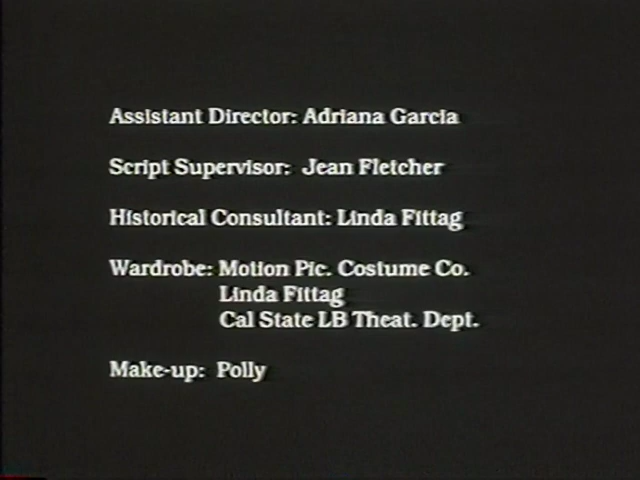 Assistant Director: Adriana Garcia
Script Supervisor: Jean Fletcher
Historical Consultant: Linda Fittag
Wardrobe: Motion Pic. Costume Co.
Linda Fittag
Cal State LB Theat. Dept.
Make-up: Polly